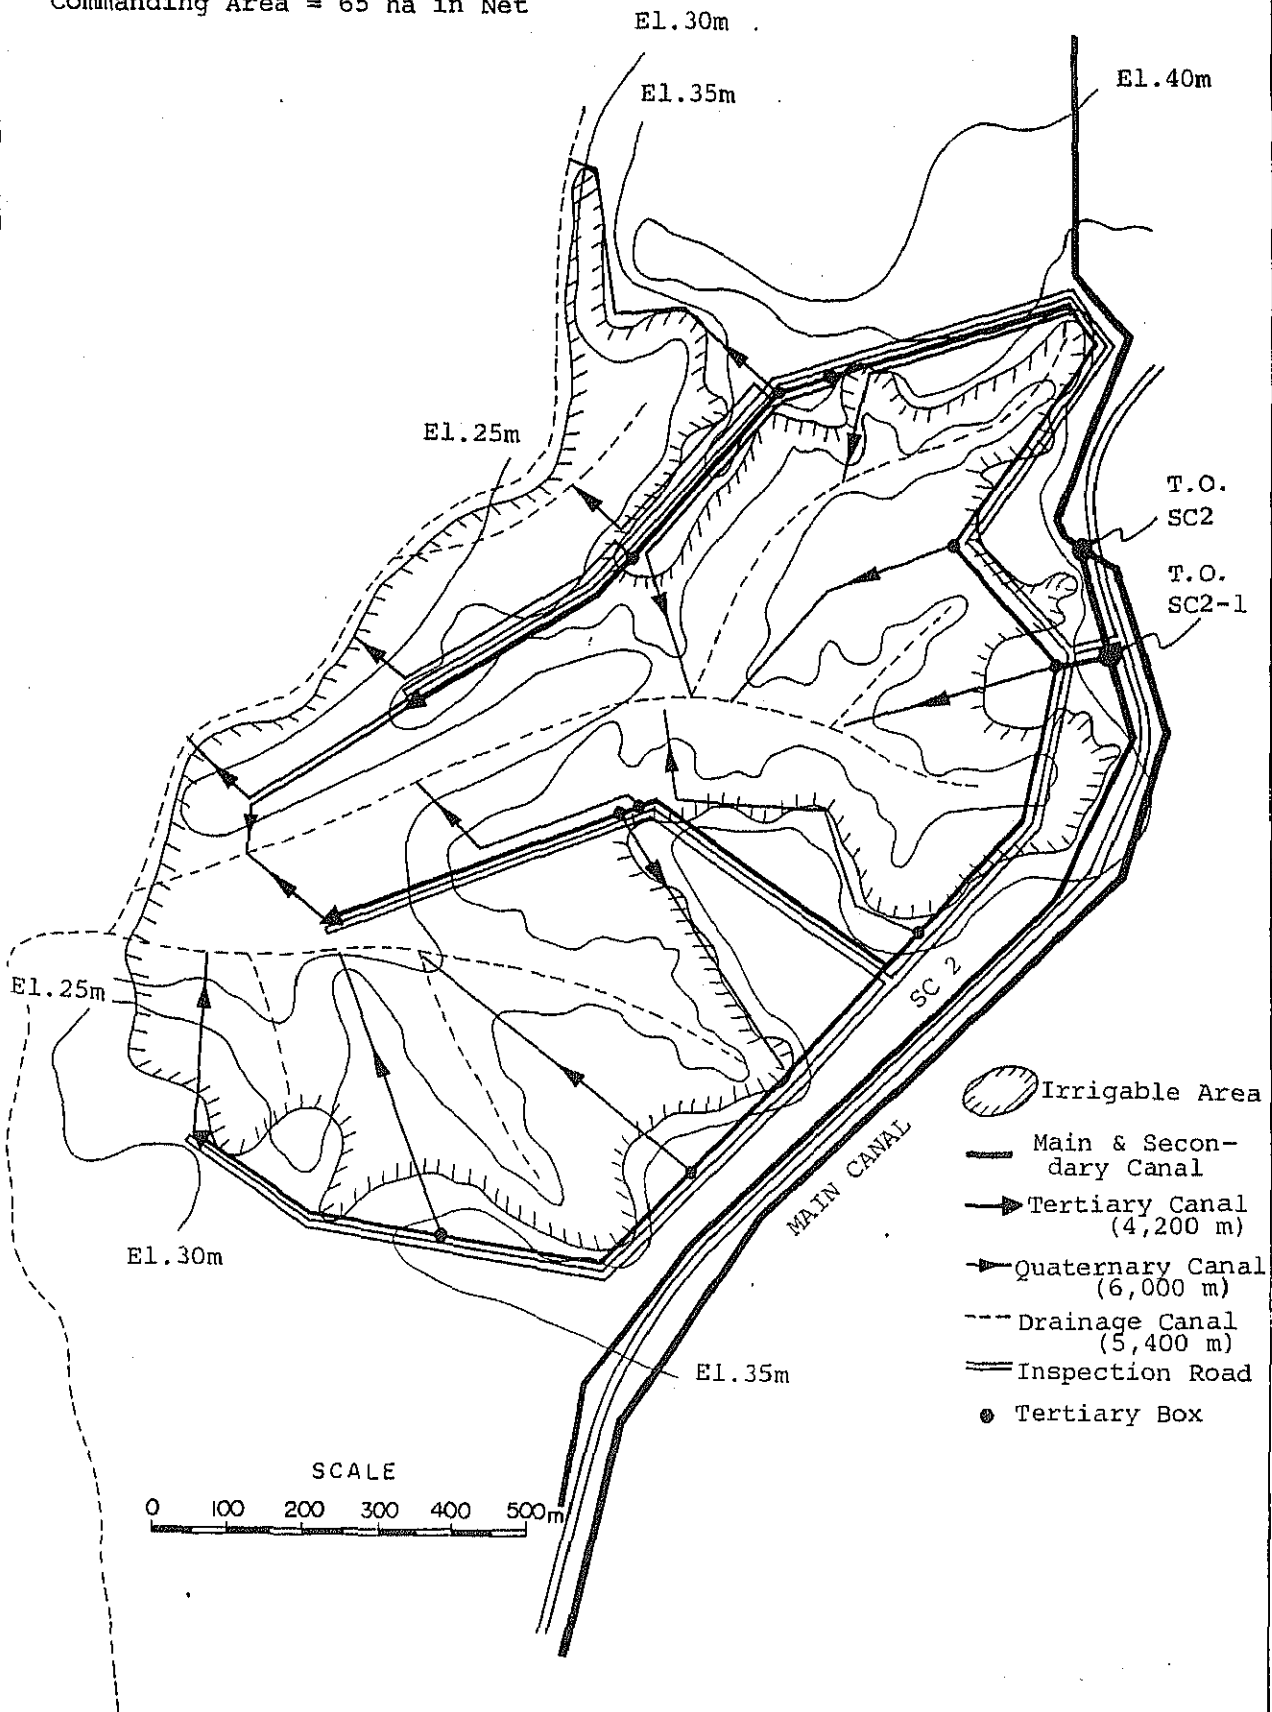 Commanding Area = 65 ha in Net
El.30m
El.35m
El.40m
El.25m
T.O.
SC2
T.O.
SC2-1
El.25m
SC 2
Irrigable Area
Main & Secon-
dary Canal
MAIN CANAL
Tertiary Canal
(4,200 m)
El.30m
Quaternary Canal
(6,000 m)
Drainage Canal
(5,400 m)
El.35m
Inspection Road
Tertiary Box
SCALE
0 100 200 300 400 500m